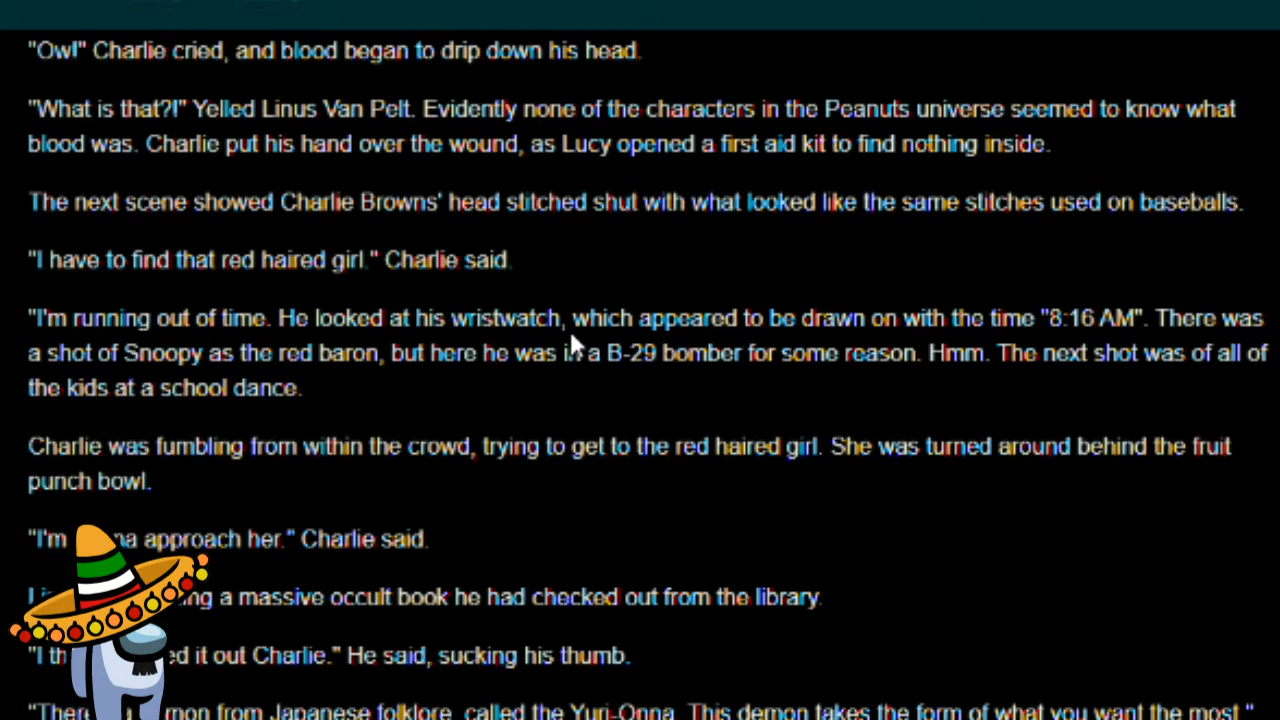 "Ow!" Charlie cried, and blood began to drip down his head.
"What is that?!" Yelled Linus Van Pelt. Evidently none of the characters in the Peanuts universe seemed to know what
blood was. Charlie put his hand over the wound, as Lucy opened a first aid kit to find nothing inside.
The next scene showed Charlie Browns' head stitched shut with what looked like the same stitches used on baseballs.
"I have to find that red haired girl." Charlie said.
"I'm running out of time. He looked at his wristwatch, which appeared to be drawn on with the time "8:16 AM". There was
a shot of Snoopy as the red baron, but here he was in a B-29 bomber for some reason. Hmm. The next shot was of all of
the kids at a school dance.
Charlie was fumbling from within the crowd, trying to get to the red haired girl. She was turned around behind the fruit
punch bowl.
"I'm approach her." Charlie said.
a massive occult book he had checked out from the library.
"I it out Charlie." He said, sucking his thumb.
from Japanese folklore, called the Yuri-Onna. This demon takes the form of what you want the most."